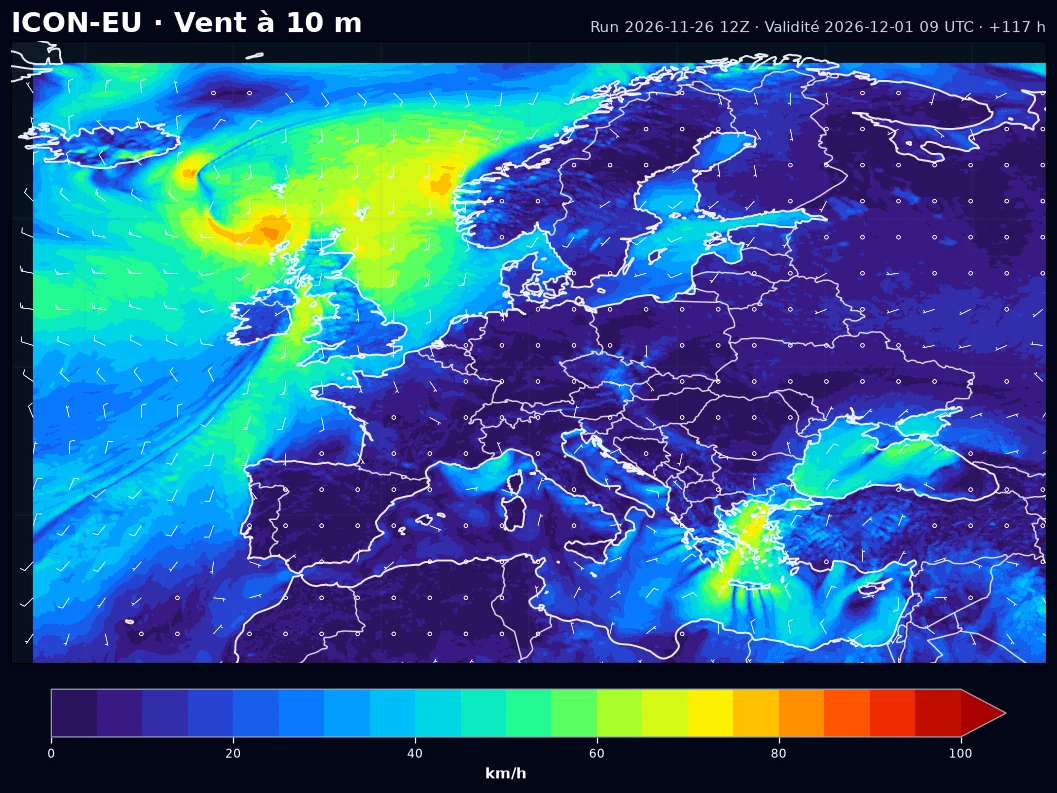 ICON-EU · Vent à 10 m
Run 2026-11-26 12Z · Validité 2026-12-01 09 UTC · +117 h
0 20 40 60 80 100
km/h